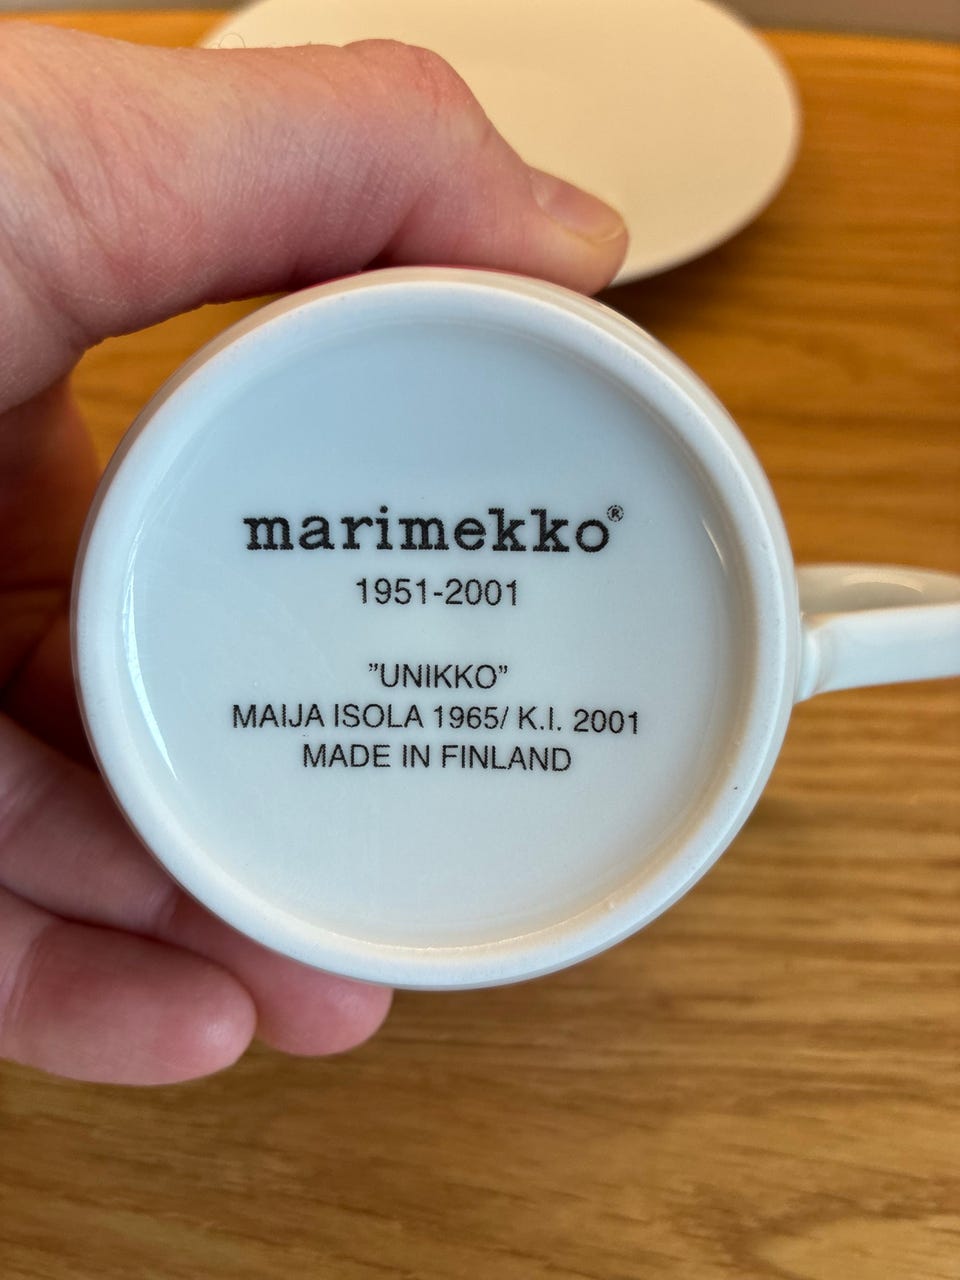 marimekko®
1951-2001
”UNIKKO”
MAIJA ISOLA 1965/ K.I. 2001
MADE IN FINLAND